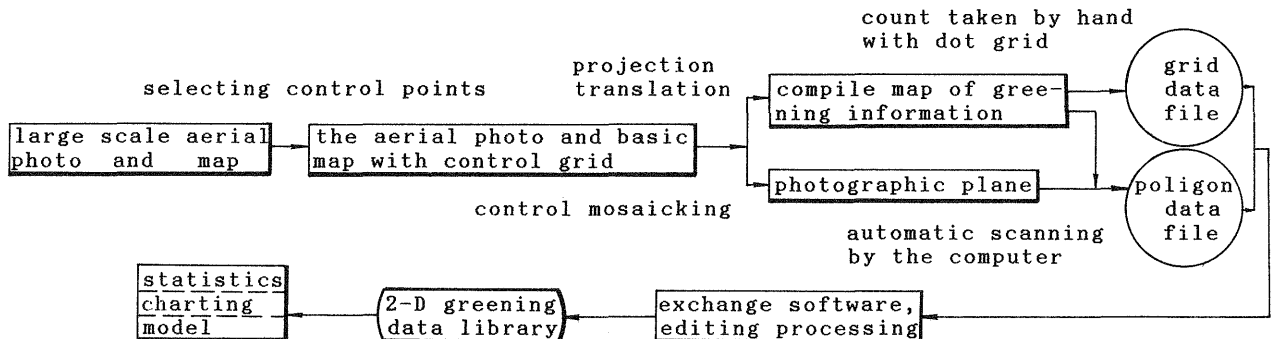 count taken by hand
with dot grid
projection
translation
selecting control points
large scale aerial
photo and map
the aerial photo and basic
map with control grid
compile map of gree-
ning information
grid
data
file
photographic plane
control mosaicking
poligon
data
file
automatic scanning
by the computer
statistics
charting
model
2-D greening
data library
exchange software,
editing processing